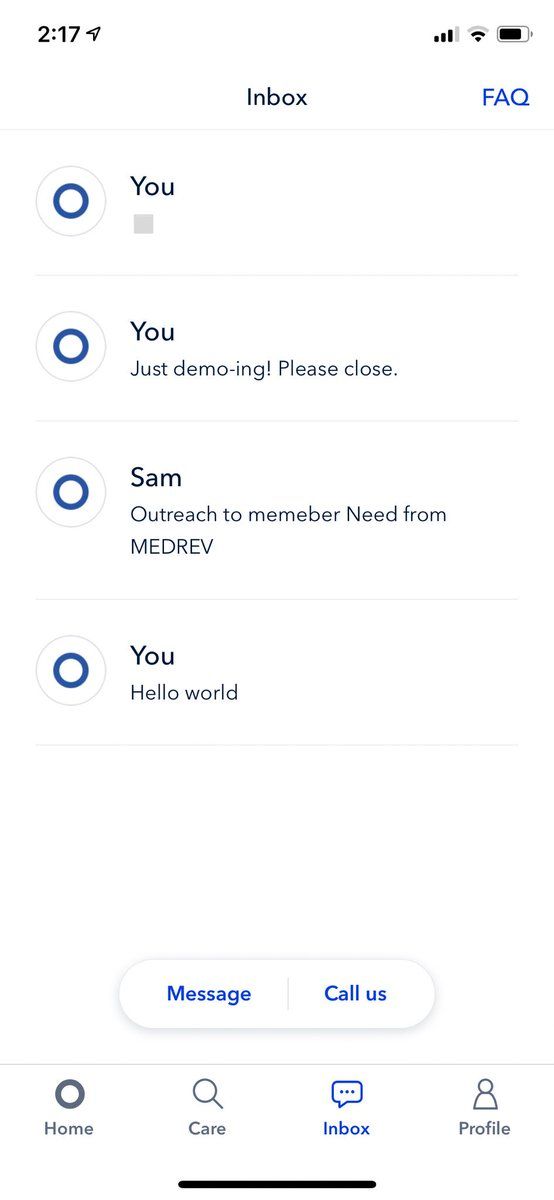 2:17
Inbox
FAQ
You
You
Just demo-ing! Please close.
Sam
Outreach to memeber Need from
MEDREV
You
Hello world
Message
Call us
Home
Care
Inbox
Profile